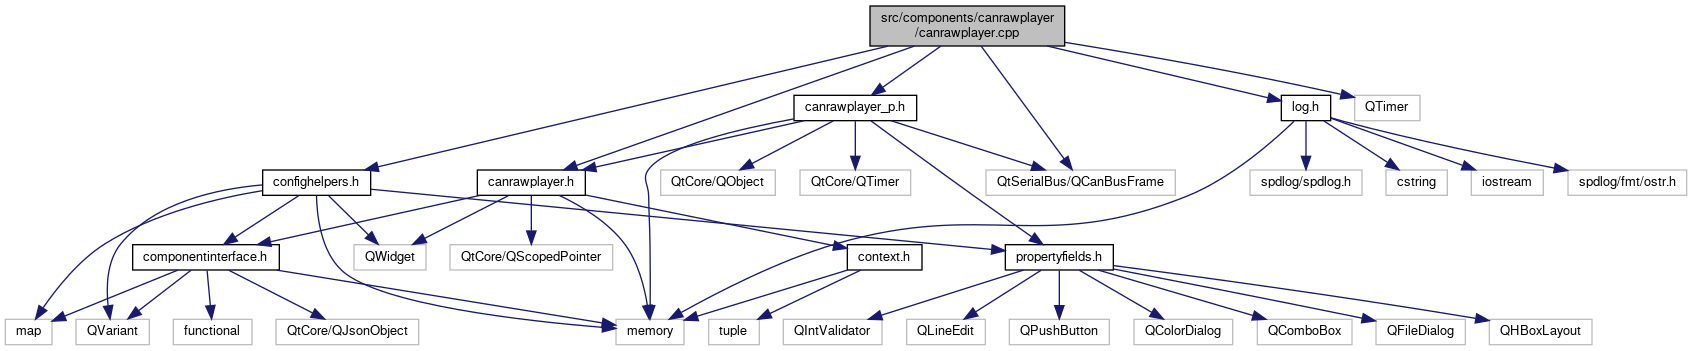 src/components/canrawplayer
/canrawplayer.cpp
canrawplayer_p.h
log.h
QTimer
confighelpers.h
canrawplayer.h
QtCore/QObject
QtCore/QTimer
QtSerialBus/QCanBusFrame
spdlog/spdlog.h
cstring
iostream
spdlog/fmt/ostr.h
componentinterface.h
QWidget
QtCore/QScopedPointer
context.h
propertyfields.h
map
QVariant
functional
QtCore/QJsonObject
memory
tuple
QIntValidator
QLineEdit
QPushButton
QColorDialog
QComboBox
QFileDialog
QHBoxLayout